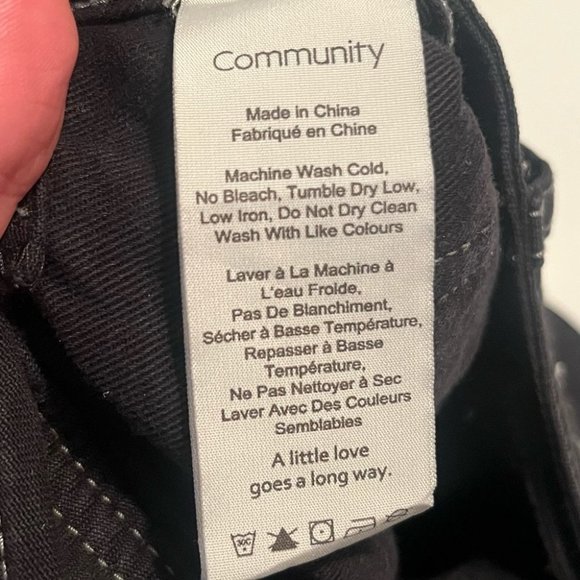 Community
Made in China
Fabriqué en Chine
Machine Wash Cold,
No Bleach, Tumble Dry Low,
Low Iron, Do Not Dry Clean
Wash With Like Colours
Laver à La Machine à
L'eau Froide,
Pas De Blanchiment,
Sécher à Basse Température,
Repasser à Basse
Température,
Ne Pas Nettoyer à Sec
Laver Avec Des Couleurs
Semblables
A little love
goes a long way.
30C